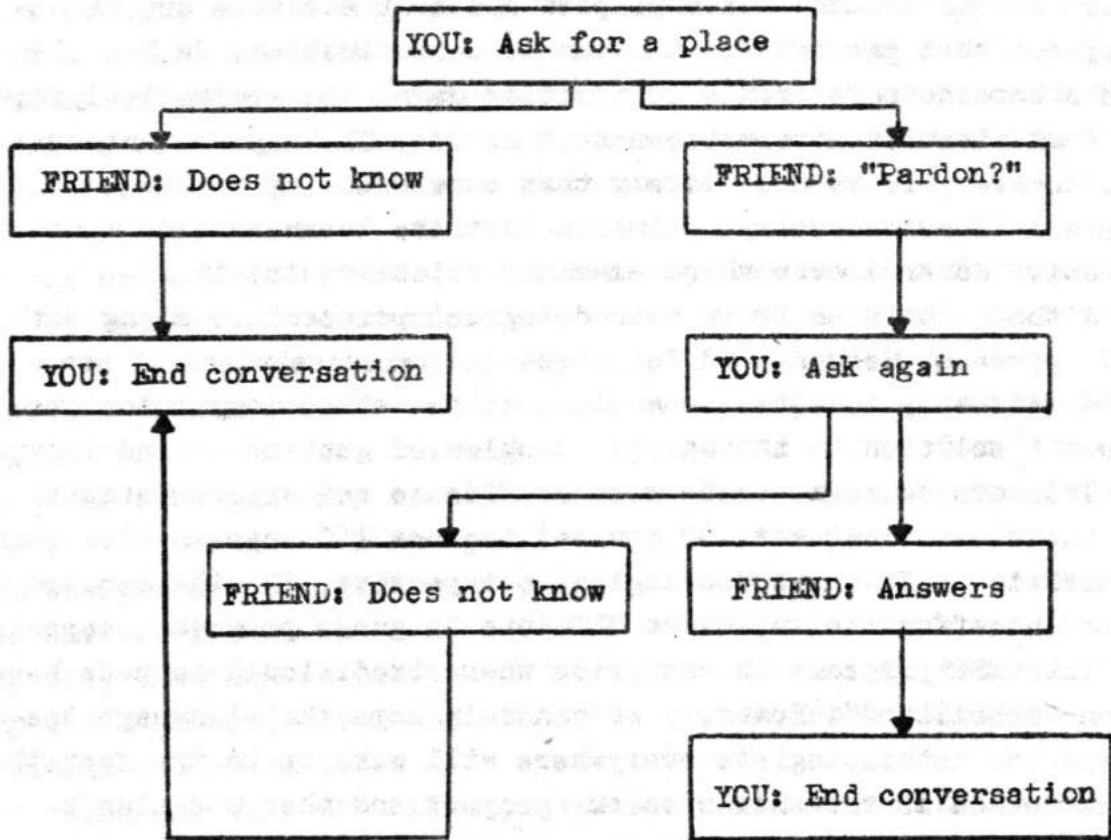 YOU: Ask for a place
FRIEND: Does not know
FRIEND: "Pardon?"
YOU: End conversation
YOU: Ask again
FRIEND: Does not know
FRIEND: Answers
YOU: End conversation